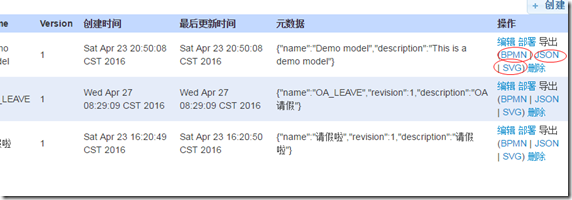 + 创建
me Version 创建时间 最后更新时间 元数据 操作
mo Sat Apr 23 20:50:08 Sat Apr 23 20:50:08 {"name":"Demo model","description":"This is a 编辑 部署 导出
del 1 CST 2016 CST 2016 demo model"} (BPMN | JSON
| SVG) 删除
_LEAVE 1 Wed Apr 27 Wed Apr 27 {"name":"OA_LEAVE","revision":1,"description":"OA 编辑 部署 导出
08:29:09 CST 2016 08:29:09 CST 2016 请假"} (BPMN | JSON
| SVG) 删除
假啦 1 Sat Apr 23 16:20:49 Sat Apr 23 16:20:50 {"name":"请假啦","revision":1,"description":"请假 编辑 部署 导出
CST 2016 CST 2016 啦"} (BPMN | JSON
| SVG) 删除